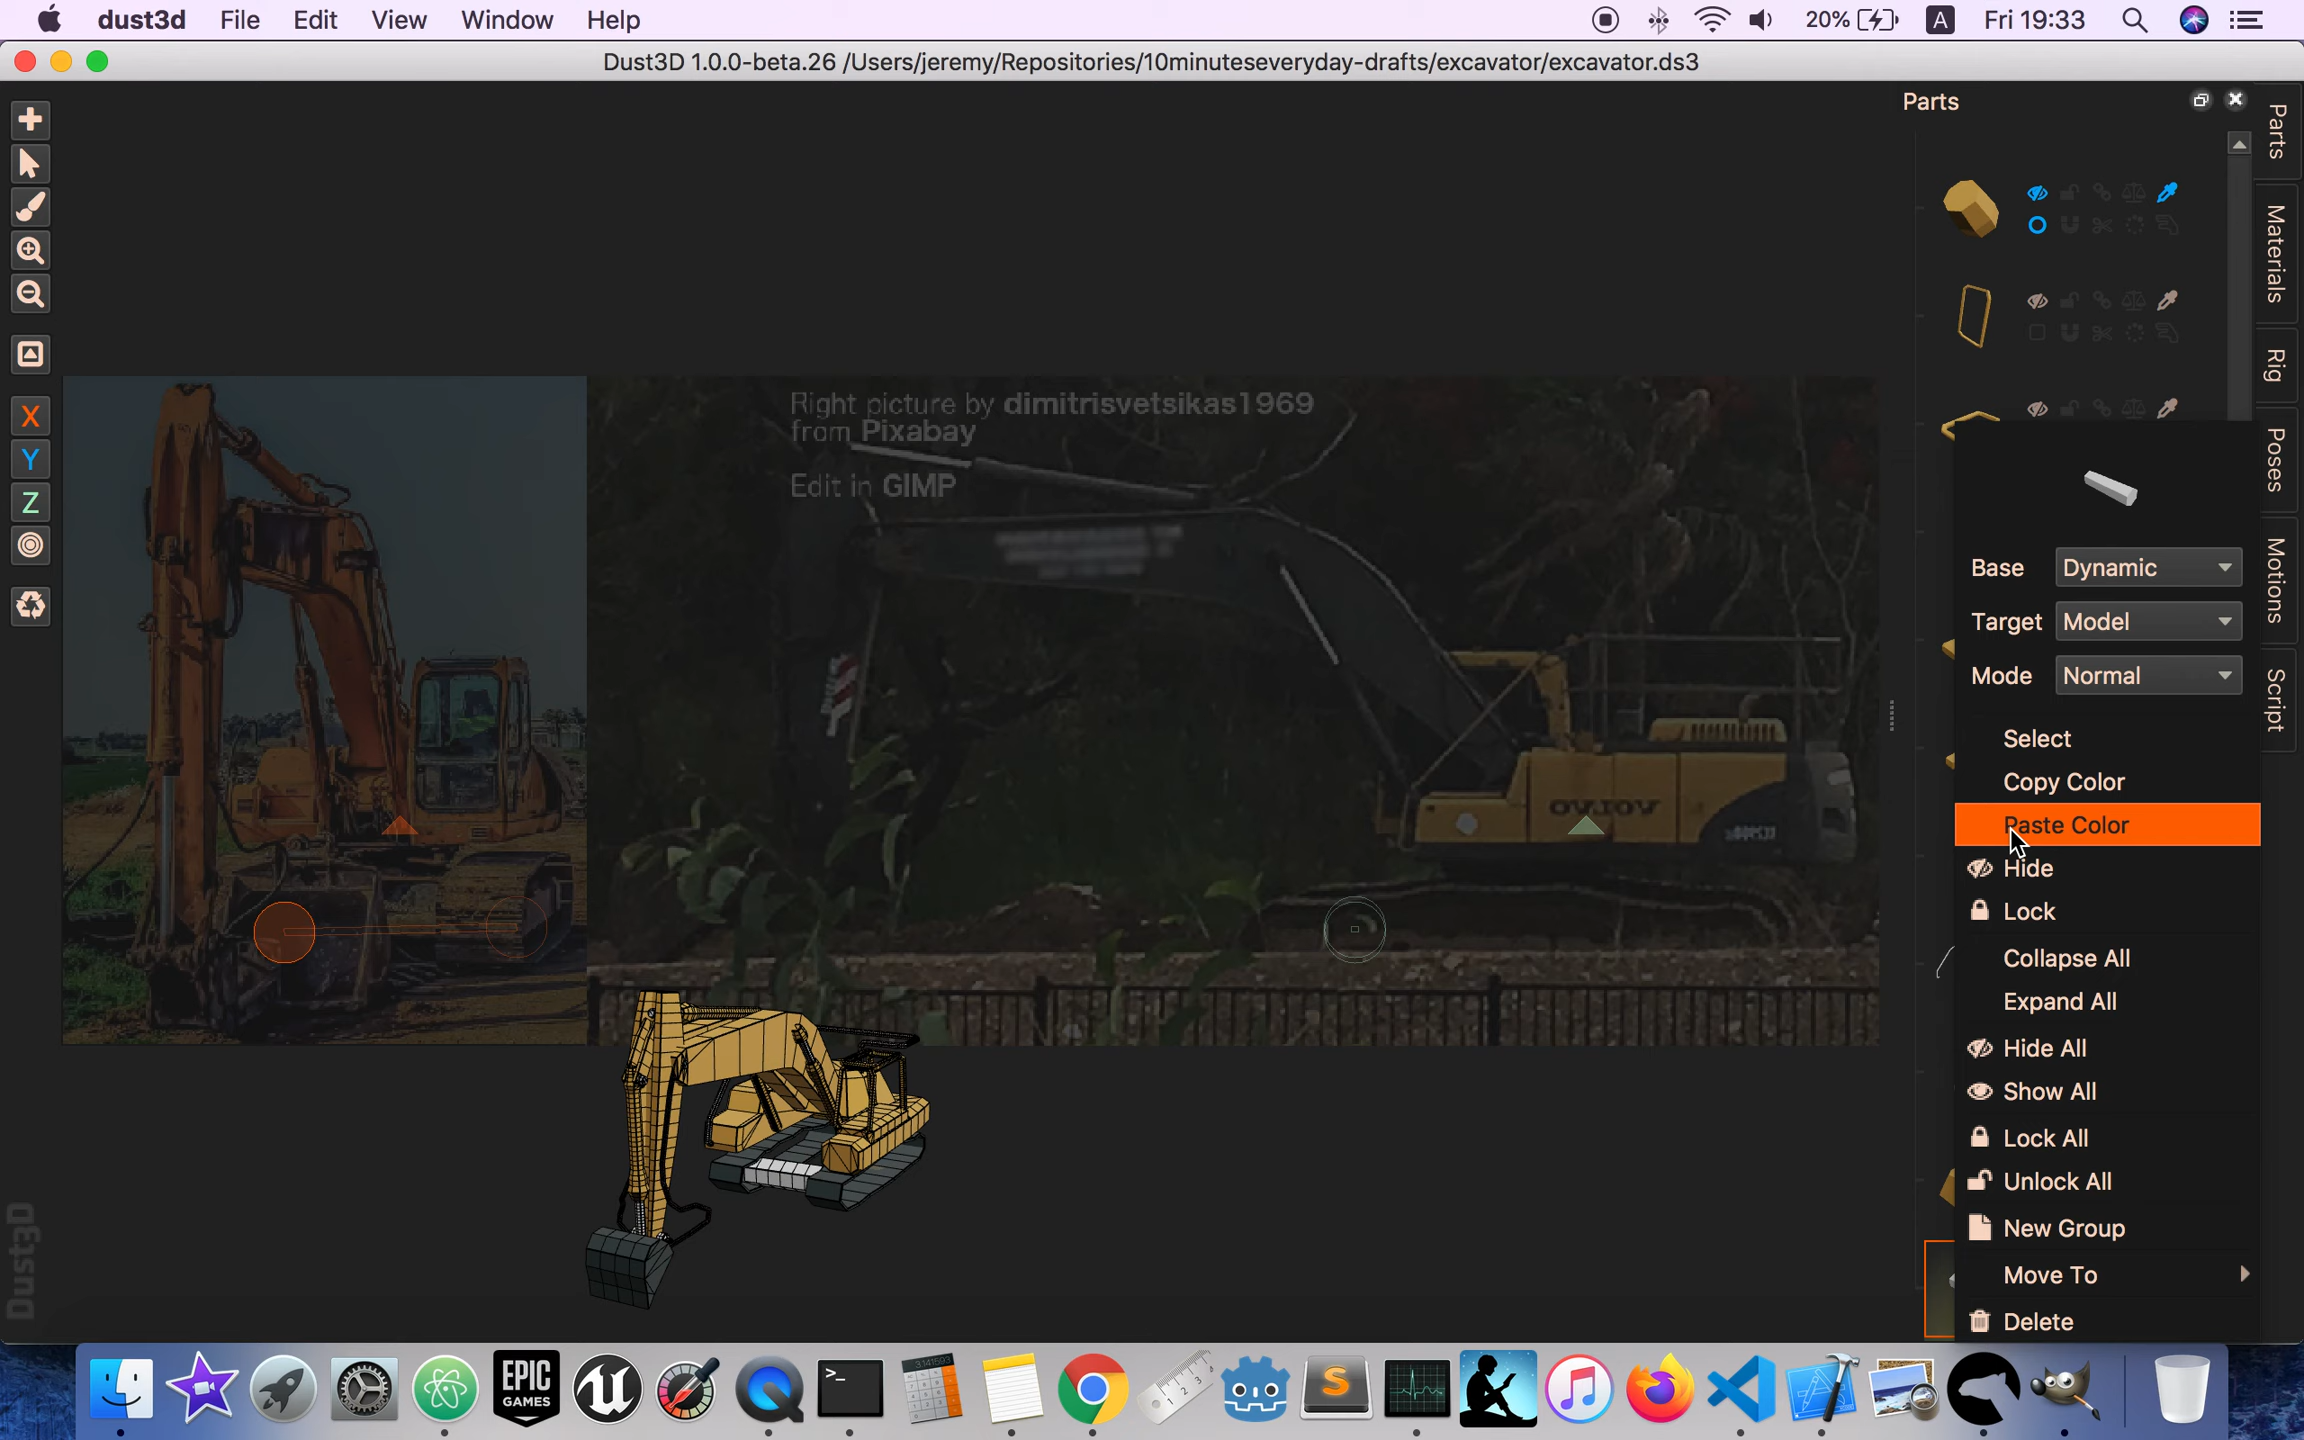 dust3d File Edit View Window Help 20% A Fri 19:33
Dust3D 1.0.0-beta.26 /Users/jeremy/Repositories/10minuteseveryday-drafts/excavator/excavator.ds3
Parts
Parts
Materials
Rig
Poses
Motions
Script
X
Y
Z
Right picture by dimitrisvetsikas1969
from Pixabay
Edit in GIMP
Base Dynamic
Target Model
Mode Normal
Select
Copy Color
Paste Color
Hide
Lock
Collapse All
Expand All
Hide All
Show All
Lock All
Unlock All
New Group
Move To
Delete
Dust3D
EPIC
GAMES